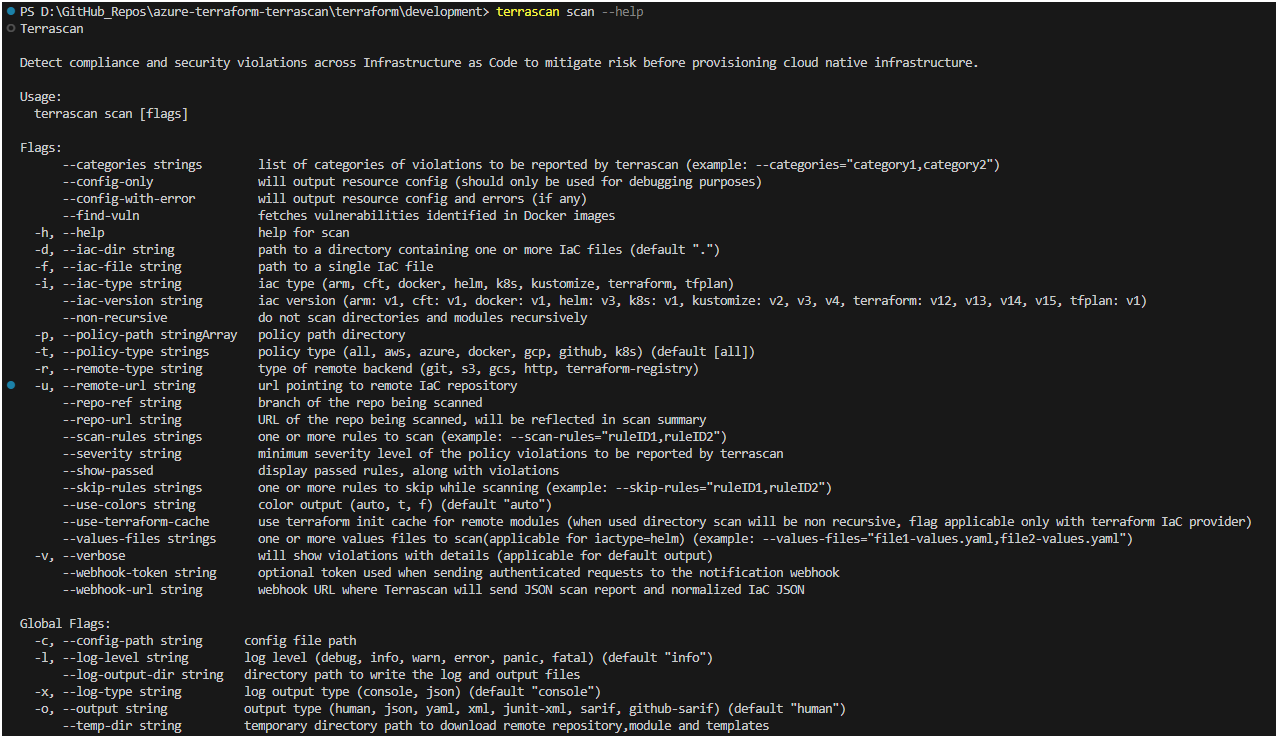 PS D:\GitHub_Repos\azure-terraform-terrascan\terraform\development> terrascan scan --help
Terrascan
Detect compliance and security violations across Infrastructure as Code to mitigate risk before provisioning cloud native infrastructure.
Usage:
  terrascan scan [flags]
Flags:
      --categories strings        list of categories of violations to be reported by terrascan (example: --categories="category1,category2")
      --config-only               will output resource config (should only be used for debugging purposes)
      --config-with-error         will output resource config and errors (if any)
      --find-vuln                 fetches vulnerabilities identified in Docker images
  -h, --help                      help for scan
  -d, --iac-dir string            path to a directory containing one or more IaC files (default ".")
  -f, --iac-file string           path to a single IaC file
  -i, --iac-type string           iac type (arm, cft, docker, helm, k8s, kustomize, terraform, tfplan)
      --iac-version string        iac version (arm: v1, cft: v1, docker: v1, helm: v3, k8s: v1, kustomize: v2, v3, v4, terraform: v12, v13, v14, v15, tfplan: v1)
      --non-recursive             do not scan directories and modules recursively
  -p, --policy-path stringArray   policy path directory
  -t, --policy-type strings       policy type (all, aws, azure, docker, gcp, github, k8s) (default [all])
  -r, --remote-type string        type of remote backend (git, s3, gcs, http, terraform-registry)
  -u, --remote-url string         url pointing to remote IaC repository
      --repo-ref string           branch of the repo being scanned
      --repo-url string           URL of the repo being scanned, will be reflected in scan summary
      --scan-rules strings        one or more rules to scan (example: --scan-rules="ruleID1,ruleID2")
      --severity string           minimum severity level of the policy violations to be reported by terrascan
      --show-passed               display passed rules, along with violations
      --skip-rules strings        one or more rules to skip while scanning (example: --skip-rules="ruleID1,ruleID2")
      --use-colors string         color output (auto, t, f) (default "auto")
      --use-terraform-cache       use terraform init cache for remote modules (when used directory scan will be non recursive, flag applicable only with terraform IaC provider)
      --values-files strings      one or more values files to scan(applicable for iactype=helm) (example: --values-files="file1-values.yaml,file2-values.yaml")
  -v, --verbose                   will show violations with details (applicable for default output)
      --webhook-token string      optional token used when sending authenticated requests to the notification webhook
      --webhook-url string        webhook URL where Terrascan will send JSON scan report and normalized IaC JSON
Global Flags:
  -c, --config-path string      config file path
  -l, --log-level string        log level (debug, info, warn, error, panic, fatal) (default "info")
      --log-output-dir string   directory path to write the log and output files
  -x, --log-type string         log output type (console, json) (default "console")
  -o, --output string           output type (human, json, yaml, xml, junit-xml, sarif, github-sarif) (default "human")
      --temp-dir string         temporary directory path to download remote repository,module and templates